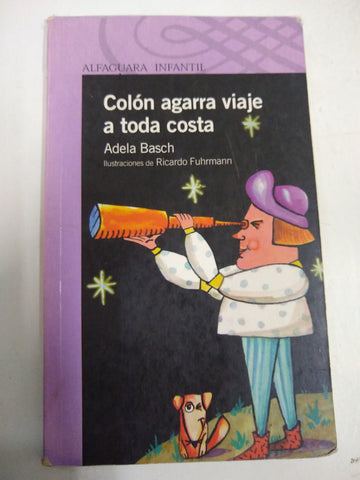 ALFAGUARA INFANTIL
Colón agarra viaje
a toda costa
Adela Basch
Ilustraciones de Ricardo Fuhrmann